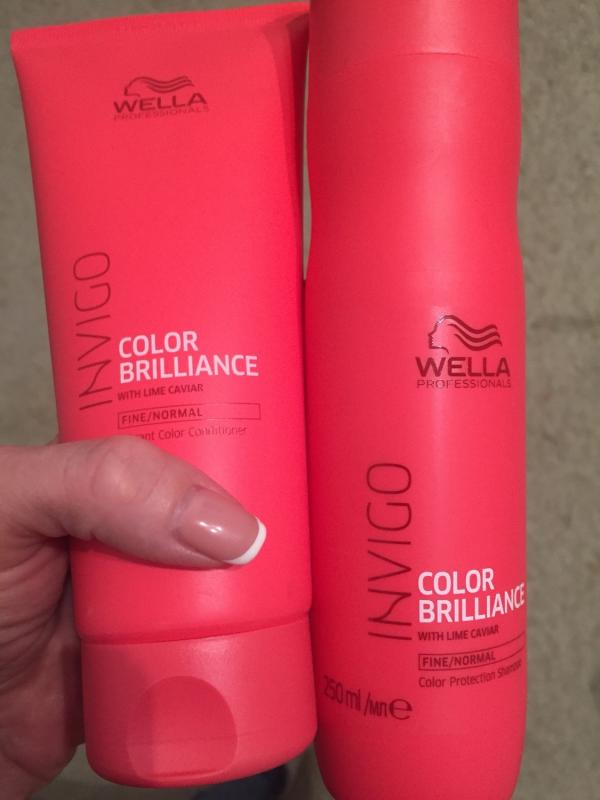 WELLA
PROFESSIONALS
INVIGO
COLOR
BRILLIANCE
WITH LIME CAVIAR
FINE/NORMAL
Color Conditioner
WELLA
PROFESSIONALS
INVIGO
COLOR
BRILLIANCE
WITH LIME CAVIAR
FINE/NORMAL
Color Protection
250 ml/мл e